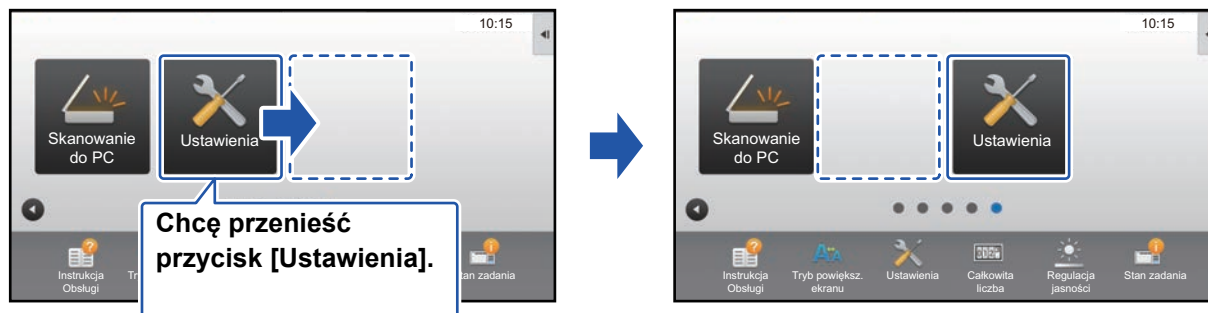 10:15
Skanowanie
do PC
Ustawienia
Chcę przenieść
przycisk [Ustawienia].
Instrukcja
Obsługi
Tr
tan zadania
10:15
Skanowanie
do PC
Ustawienia
Instrukcja
Obsługi
Tryb powiększ.
ekranu
Ustawienia
Całkowita
liczba
Regulacja
jasności
Stan zadania